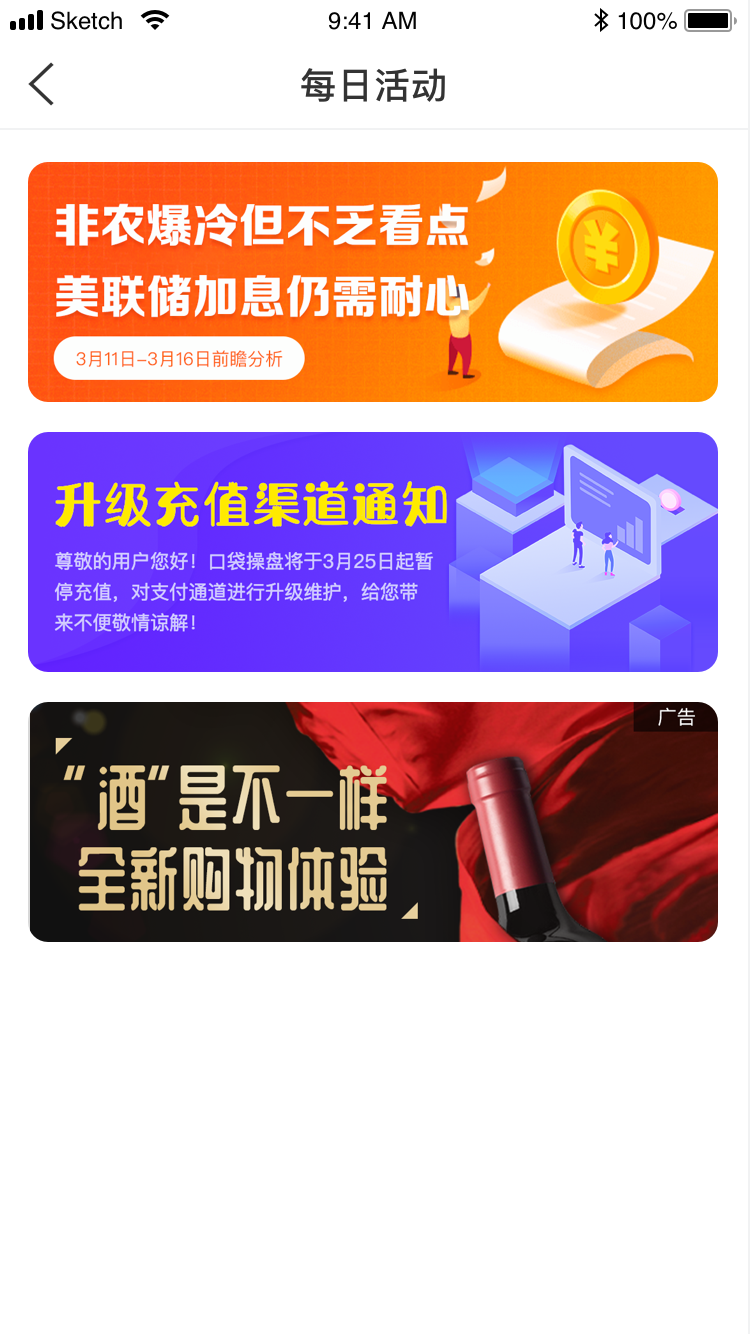 Sketch 9:41 AM 100%
每日活动
非农爆冷但不乏看点
美联储加息仍需耐心
3月11日-3月16日前瞻分析
升级充值渠道通知
尊敬的用户您好！口袋操盘将于3月25日起暂
停充值，对支付通道进行升级维护，给您带
来不便敬情谅解！
广告
“酒”是不一样
全新购物体验